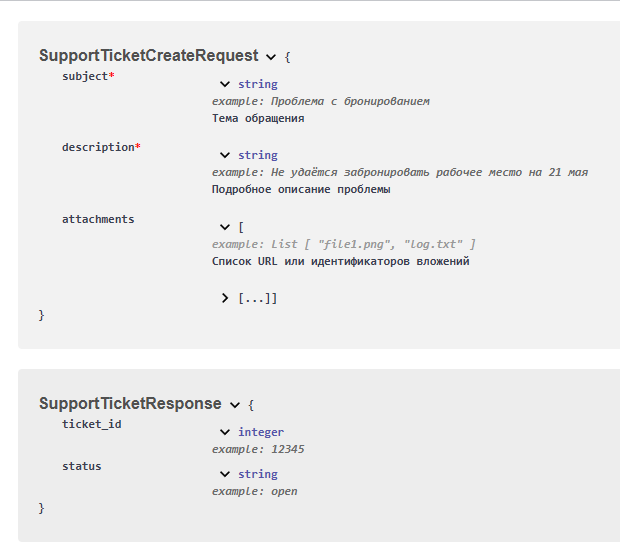 SupportTicketCreateRequest {
subject*
string
example: Проблема с бронированием
Тема обращения
description*
string
example: Не удаётся забронировать рабочее место на 21 мая
Подробное описание проблемы
attachments
[
example: List [ "file1.png", "log.txt" ]
Список URL или идентификаторов вложений
[...]]
}
SupportTicketResponse {
ticket_id
integer
example: 12345
status
string
example: open
}